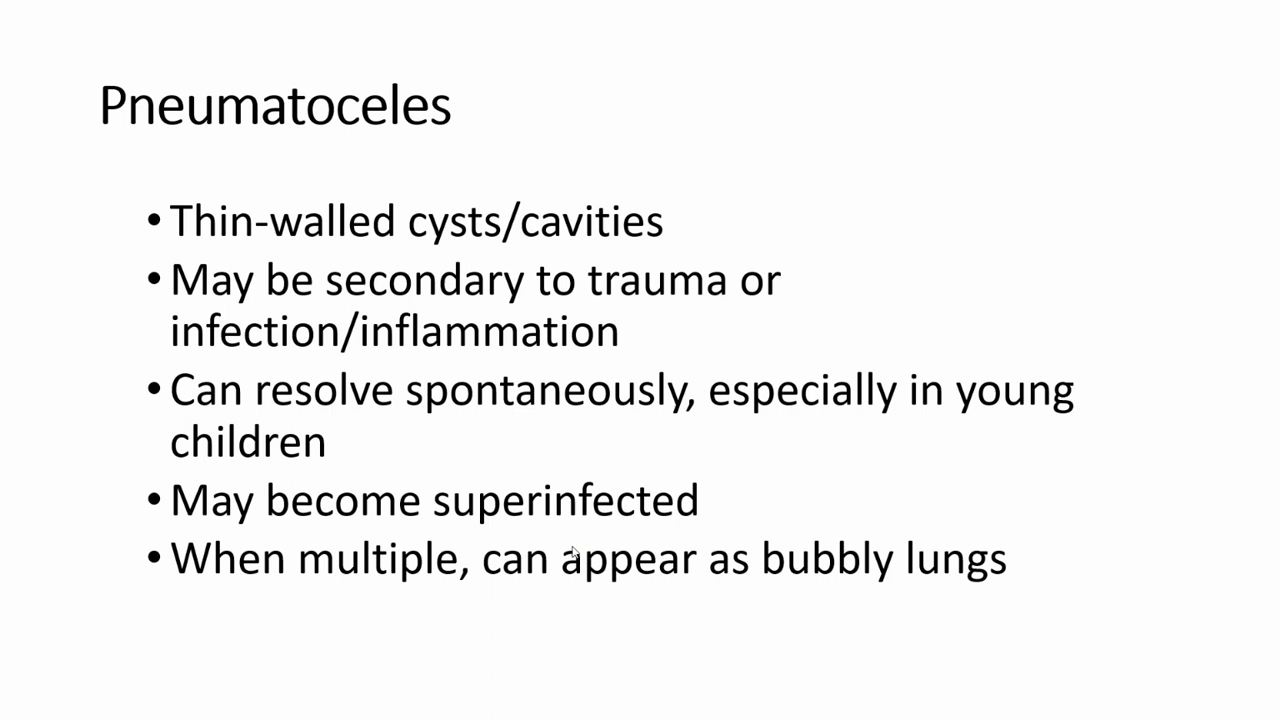 Pneumatoceles
• Thin-walled cysts/cavities
• May be secondary to trauma or
infection/inflammation
• Can resolve spontaneously, especially in young
children
• May become superinfected
• When multiple, can appear as bubbly lungs